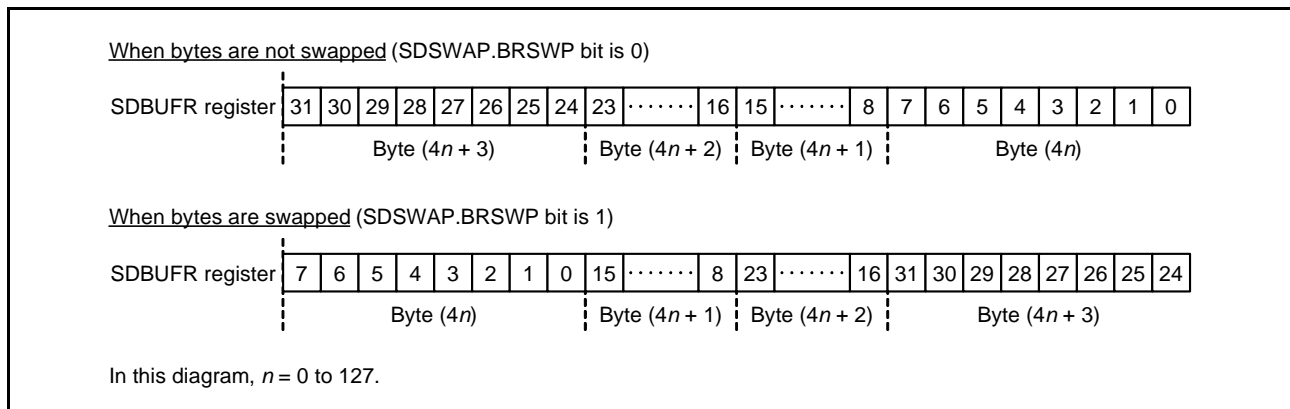 When bytes are not swapped (SDSWAP.BRSWP bit is 0)
SDBUFR register 31 30 29 28 27 26 25 24 23 ······· 16 15 ······· 8 7 6 5 4 3 2 1 0
Byte (4n + 3) Byte (4n + 2) Byte (4n + 1) Byte (4n)
When bytes are swapped (SDSWAP.BRSWP bit is 1)
SDBUFR register 7 6 5 4 3 2 1 0 15 ······· 8 23 ······· 16 31 30 29 28 27 26 25 24
Byte (4n) Byte (4n + 1) Byte (4n + 2) Byte (4n + 3)
In this diagram, n = 0 to 127.